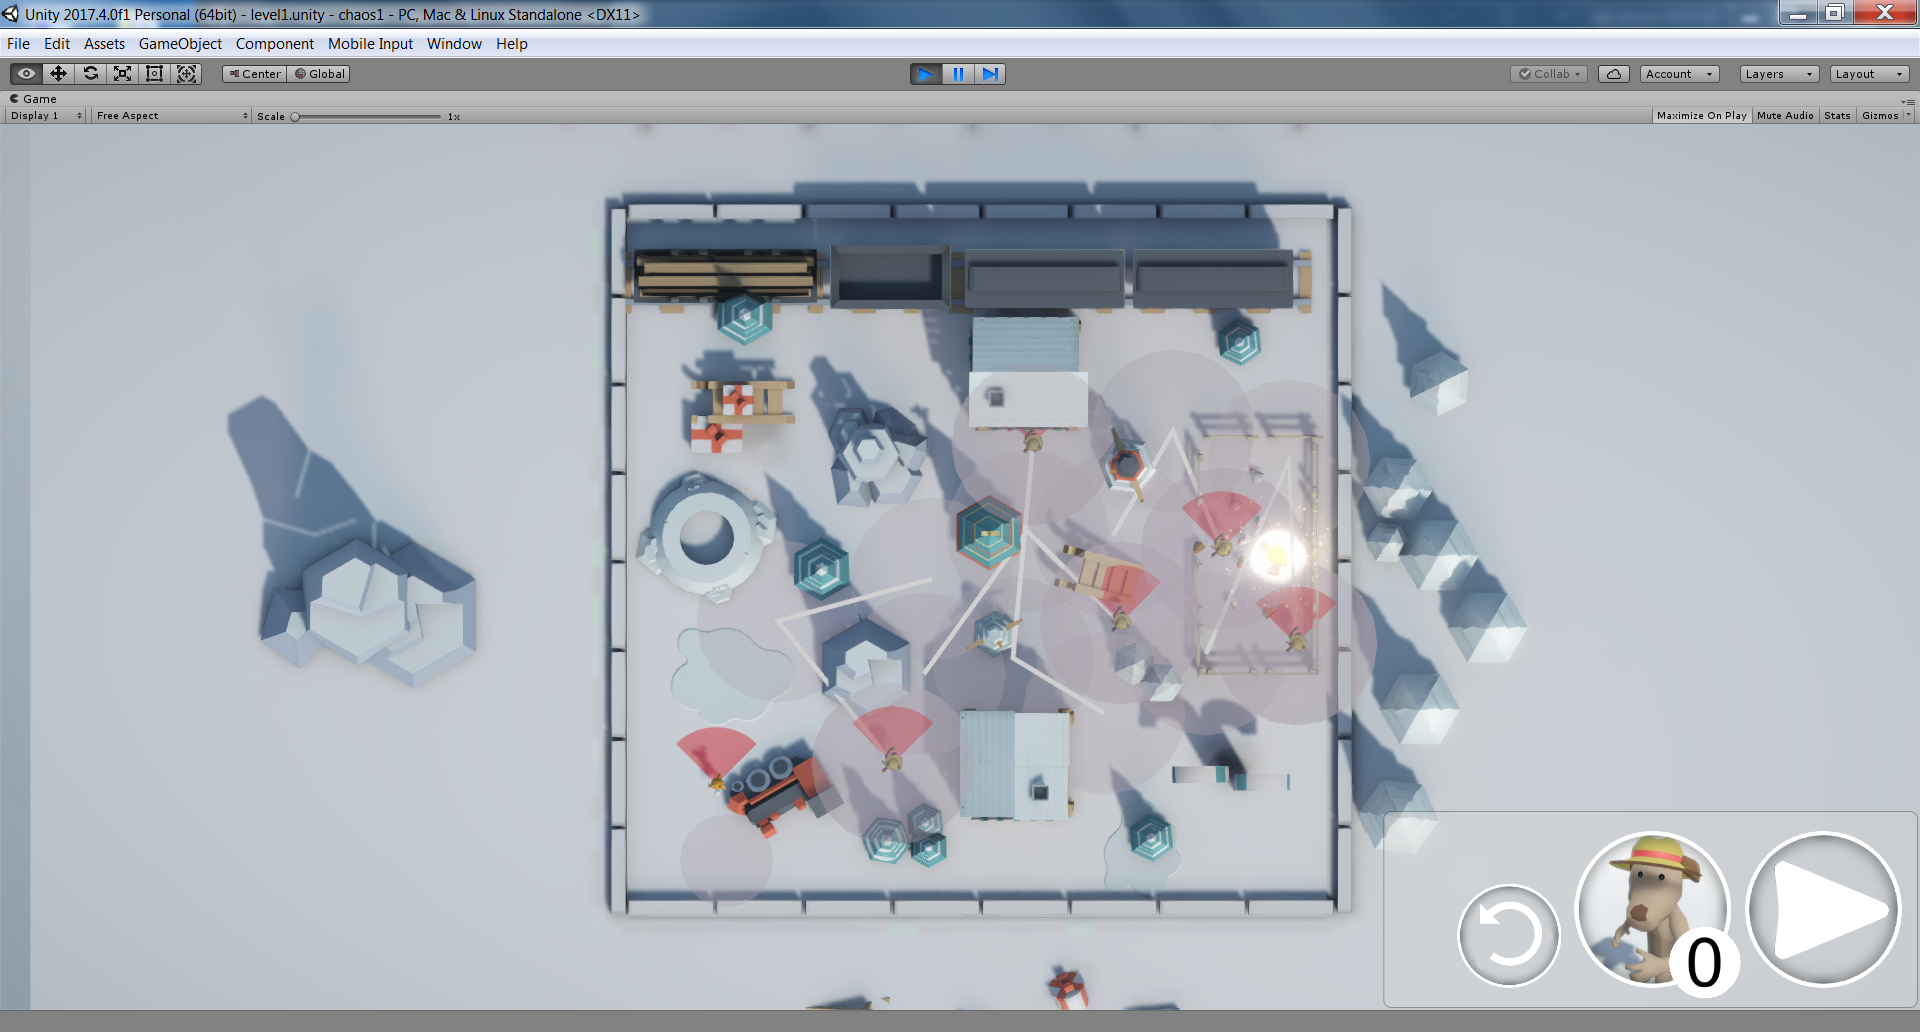 Unity 2017.4.0f1 Personal (64bit) - level1.unity - chaos1 - PC, Mac & Linux Standalone <DX11>
File Edit Assets GameObject Component Mobile Input Window Help
Center Global Collab Account Layers Layout
Game
Display 1 Free Aspect Scale 1x Maximize On Play Mute Audio Stats Gizmos
0